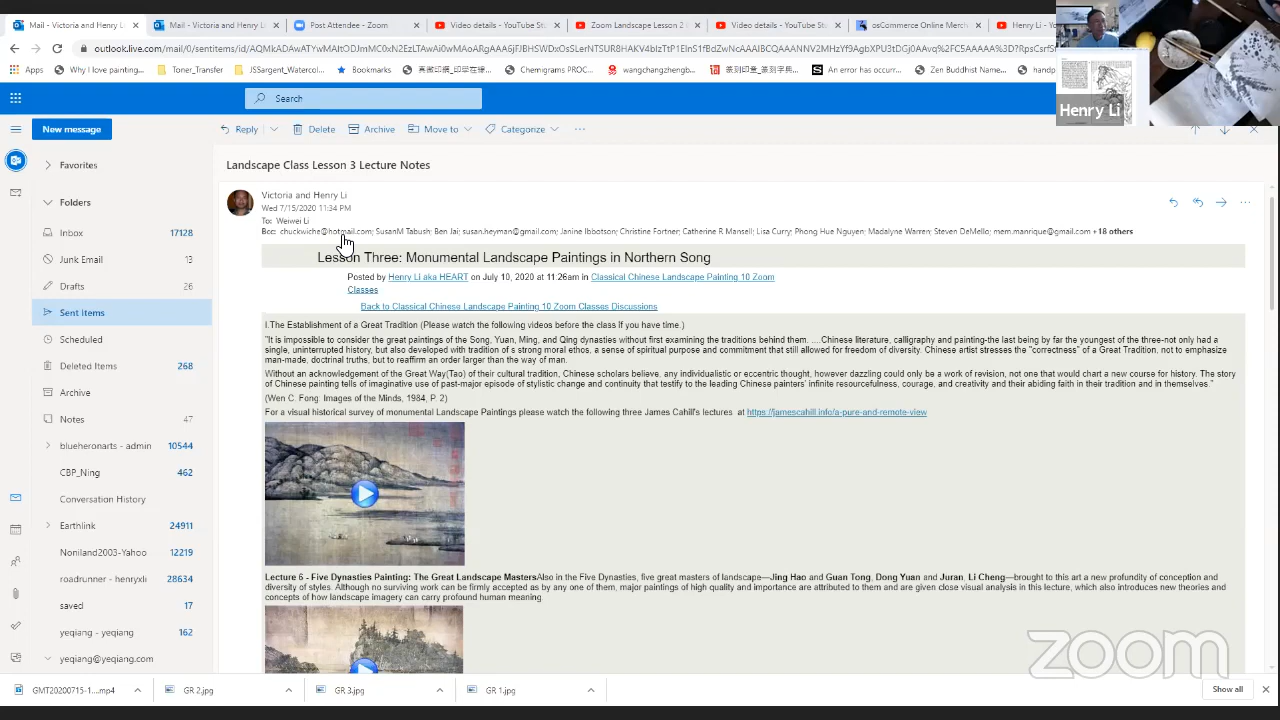 Mail - Victoria and Henry Li
Mail - Victoria and Henry Li
Post Attendee - Zoom
Video details - YouTube St
Zoom Landscape Lesson 2
Video details - YouTube St
osCommerce Online Merch
Henry Li - Yo
Apps
Why I love painting...
Toner_Transfer
JSSargent_Watercol
Bookmarks
Chemigrams PROC...
wangchangzhengb...
An error has occurr...
Zen Buddhist Name
Henry Li
Search
New message
Reply
Delete
Archive
Move to
Categorize
Landscape Class Lesson 3 Lecture Notes
Favorites
Folders
Inbox 17128
Junk Email 13
Drafts 26
Sent Items
Scheduled
Deleted Items 268
Archive
Notes 47
blueheronarts - admin 10544
CBP_Ning 462
Conversation History
Earthlink 24911
Noniland2003-Yahoo 12219
roadrunner - henryxli 28634
saved 17
yeqiang - yeqiang 162
yeqiang@yeqiang.com
Victoria and Henry Li
Wed 7/15/2020 11:34 PM
To: Weiwei Li
Bcc: chuckwiche@hotmail.com; SusanM Tabush; Ben Jai; susan.heyman@gmail.com; Janine Ibbotson; Christine Fortner; Catherine R Mansell; Lisa Curry; Phong Hue Nguyen; Madalyne Warren; Steven DeMello; mem.manrique@gmail.com +18 others
Lesson Three: Monumental Landscape Paintings in Northern Song
Posted by Henry Li aka HEART on July 10, 2020 at 11:26am in Classical Chinese Landscape Painting 10 Zoom
Classes
Back to Classical Chinese Landscape Painting 10 Zoom Classes Discussions
I.The Establishment of a Great Tradition (Please watch the following videos before the class if you have time.)
"It is impossible to consider the great paintings of the Song, Yuan, Ming, and Qing dynasties without first examining the traditions behind them. ....Chinese literature, calligraphy and painting-the last being by far the youngest of the three-not only had a
single, uninterrupted history, but also developed with tradition of a strong moral ethos, a sense of spiritual purpose and commitment that still allowed for freedom of diversity. Chinese artist stresses the "correctness" of a Great Tradition, not to emphasize
man-made, doctrinal truths, but to reaffirm an order larger than the way of man.
Without an acknowledgement of the Great Way(Tao) of their cultural tradition, Chinese scholars believe, any individualistic or eccentric thought, however dazzling could only be a work of revision, not one that would chart a new course for history. The story
of Chinese painting tells of imaginative use of past-major episode of stylistic change and continuity that testify to the leading Chinese painters' infinite resourcefulness, courage, and creativity and their abiding faith in their tradition and in themselves."
(Wen C. Fong: Images of the Minds, 1984, P. 2)
For a visual historical survey of monumental Landscape Paintings please watch the following three James Cahill's lectures at https://jamescahill.info/a-pure-and-remote-view
Lecture 6 - Five Dynasties Painting: The Great Landscape MastersAlso in the Five Dynasties, five great masters of landscape—Jing Hao and Guan Tong, Dong Yuan and Juran, Li Cheng—brought to this art a new profundity of conception and
diversity of styles. Although no surviving work can be firmly accepted as by any one of them, major paintings of high quality and importance are attributed to them and are given close visual analysis in this lecture, which also introduces new theories and
concepts of how landscape imagery can carry profound human meaning.
zoom
GMT20200715-1....mp4
GR 2.jpg
GR 3.jpg
GR 1.jpg
Show all